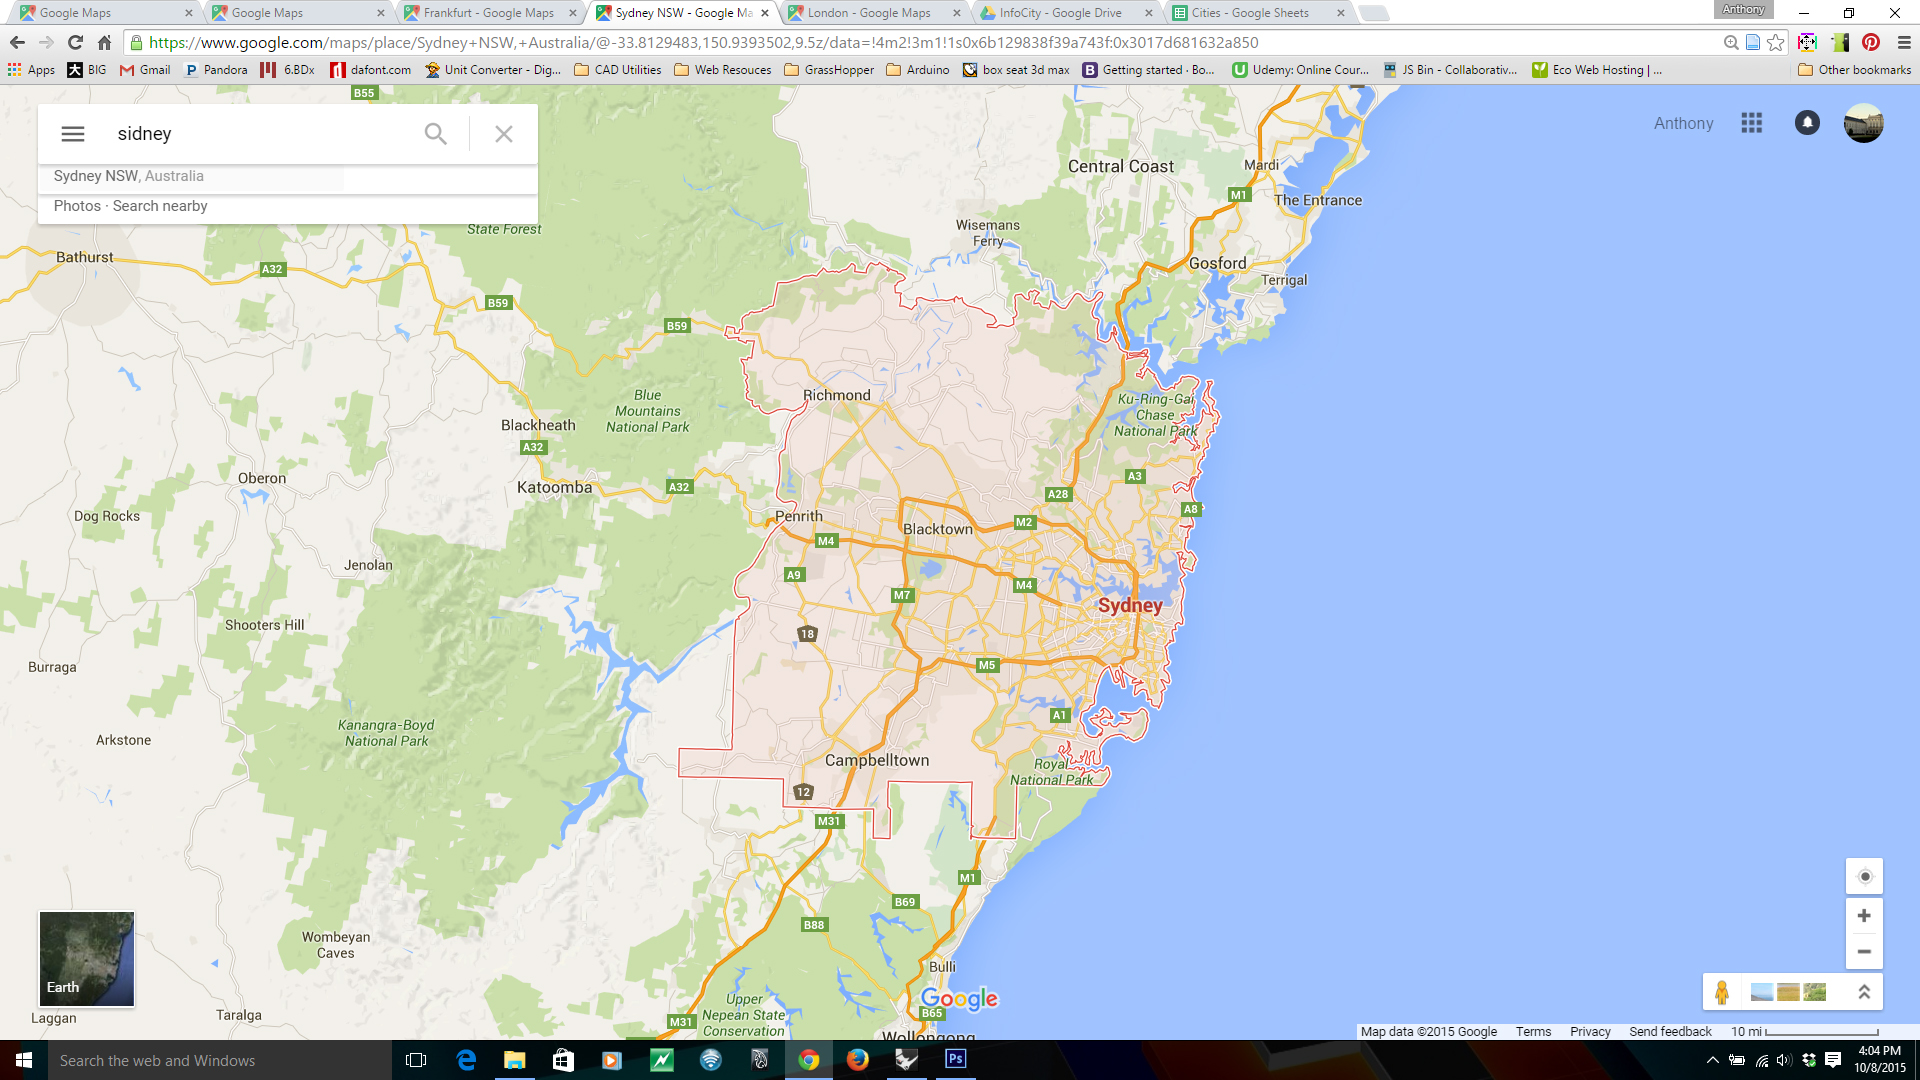 Google Maps
Google Maps
Frankfurt - Google Maps
Sydney NSW - Google Ma
London - Google Maps
InfoCity - Google Drive
Cities - Google Sheets
Anthony
https://www.google.com/maps/place/Sydney+NSW,+Australia/@-33.8129483,150.9393502,9.5z/data=!4m2!3m1!1s0x6b129838f39a743f:0x3017d681632a850
Apps
BIG
Gmail
Pandora
6.BDx
dafont.com
Unit Converter - Dig...
CAD Utilities
Web Resouces
GrassHopper
Arduino
box seat 3d max
Getting started · Bo...
Udemy: Online Cour...
JS Bin - Collaborativ...
Eco Web Hosting | ...
Other bookmarks
B55
sidney
Anthony
Sydney NSW, Australia
Photos · Search nearby
Central Coast
Mardi
M1
The Entrance
State Forest
Wisemans
Ferry
Bathurst
A32
Gosford
Terrigal
B59
B59
Richmond
Blue
Mountains
National Park
Ku-Ring-Gai
Chase
National Park
Blackheath
A32
Oberon
Katoomba
A32
A3
A28
A8
Dog Rocks
Penrith
Blacktown
M2
M4
Jenolan
A9
M4
M7
Sydney
Shooters Hill
18
Burraga
M5
Kanangra-Boyd
National Park
A1
Arkstone
Campbelltown
Royal
National Park
12
M31
M1
B69
B88
Wombeyan
Caves
Bulli
Earth
Google
Upper
Nepean State
Conservation
B65
Laggan
Taralga
M31
Wollongong
Map data ©2015 Google
Terms
Privacy
Send feedback
10 mi
Search the web and Windows
Ps
4:04 PM
10/8/2015